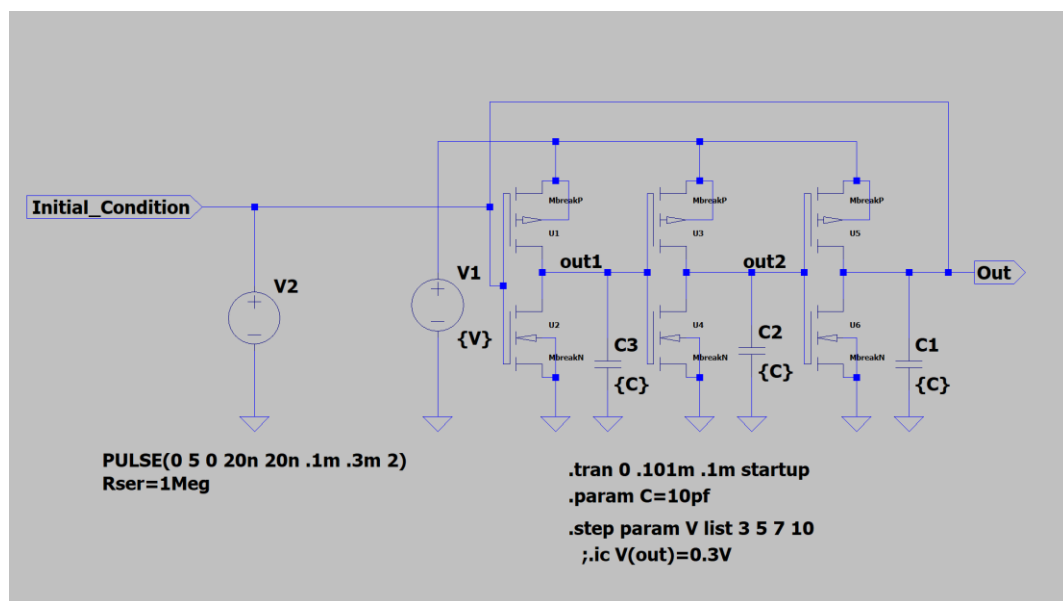 MbreakP
MbreakP
MbreakP
Initial_Condition
U1
U3
U5
out1
out2
Out
V2
V1
{V}
U2
U4
U6
C3
C2
C1
MbreakN
MbreakN
MbreakN
{C}
{C}
{C}
PULSE(0 5 0 20n 20n .1m .3m 2)
Rser=1Meg
.tran 0 .101m .1m startup
.param C=10pf
.step param V list 3 5 7 10
;.ic V(out)=0.3V